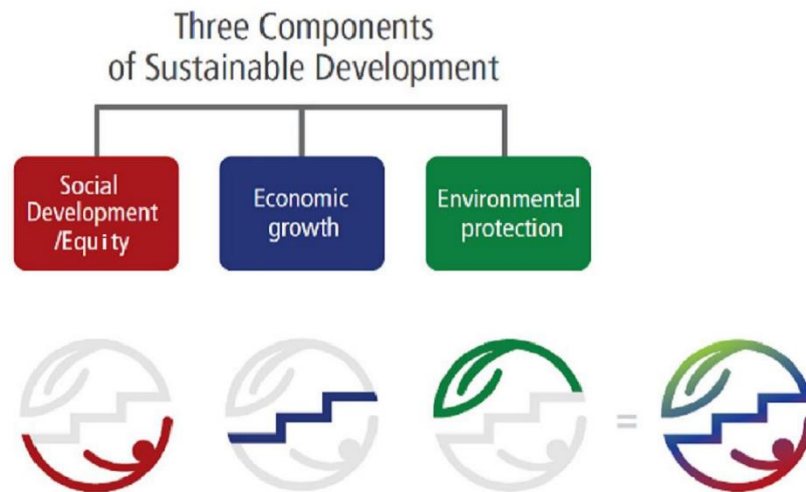 Three Components
of Sustainable Development
Social
Development
/Equity
Economic
growth
Environmental
protection
=